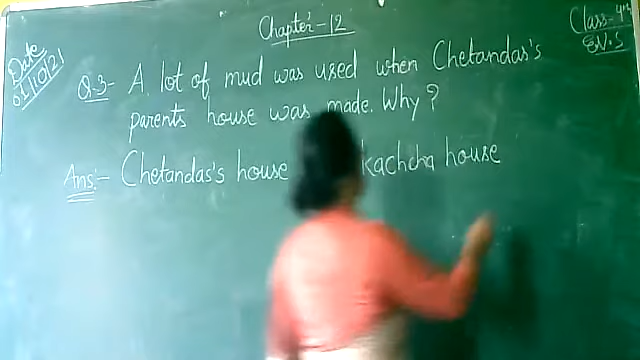 Chapter - 12
Class - 4th
E.V.S
Date
01/10/21
Q.3- A lot of mud was used when Chetandas's
parents house was made. Why?
Ans:- Chetandas's house kachcha house